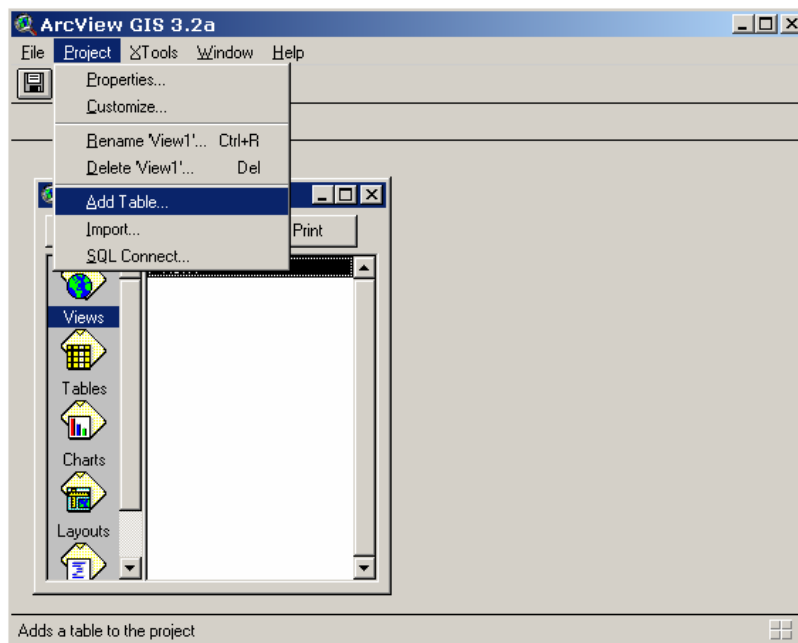 ArcView GIS 3.2a
File Project XTools Window Help
Properties...
Customize...
Rename 'View1'... Ctrl+R
Delete 'View1'... Del
Add Table...
Import...
SQL Connect...
Print
Views
Tables
Charts
Layouts
Adds a table to the project